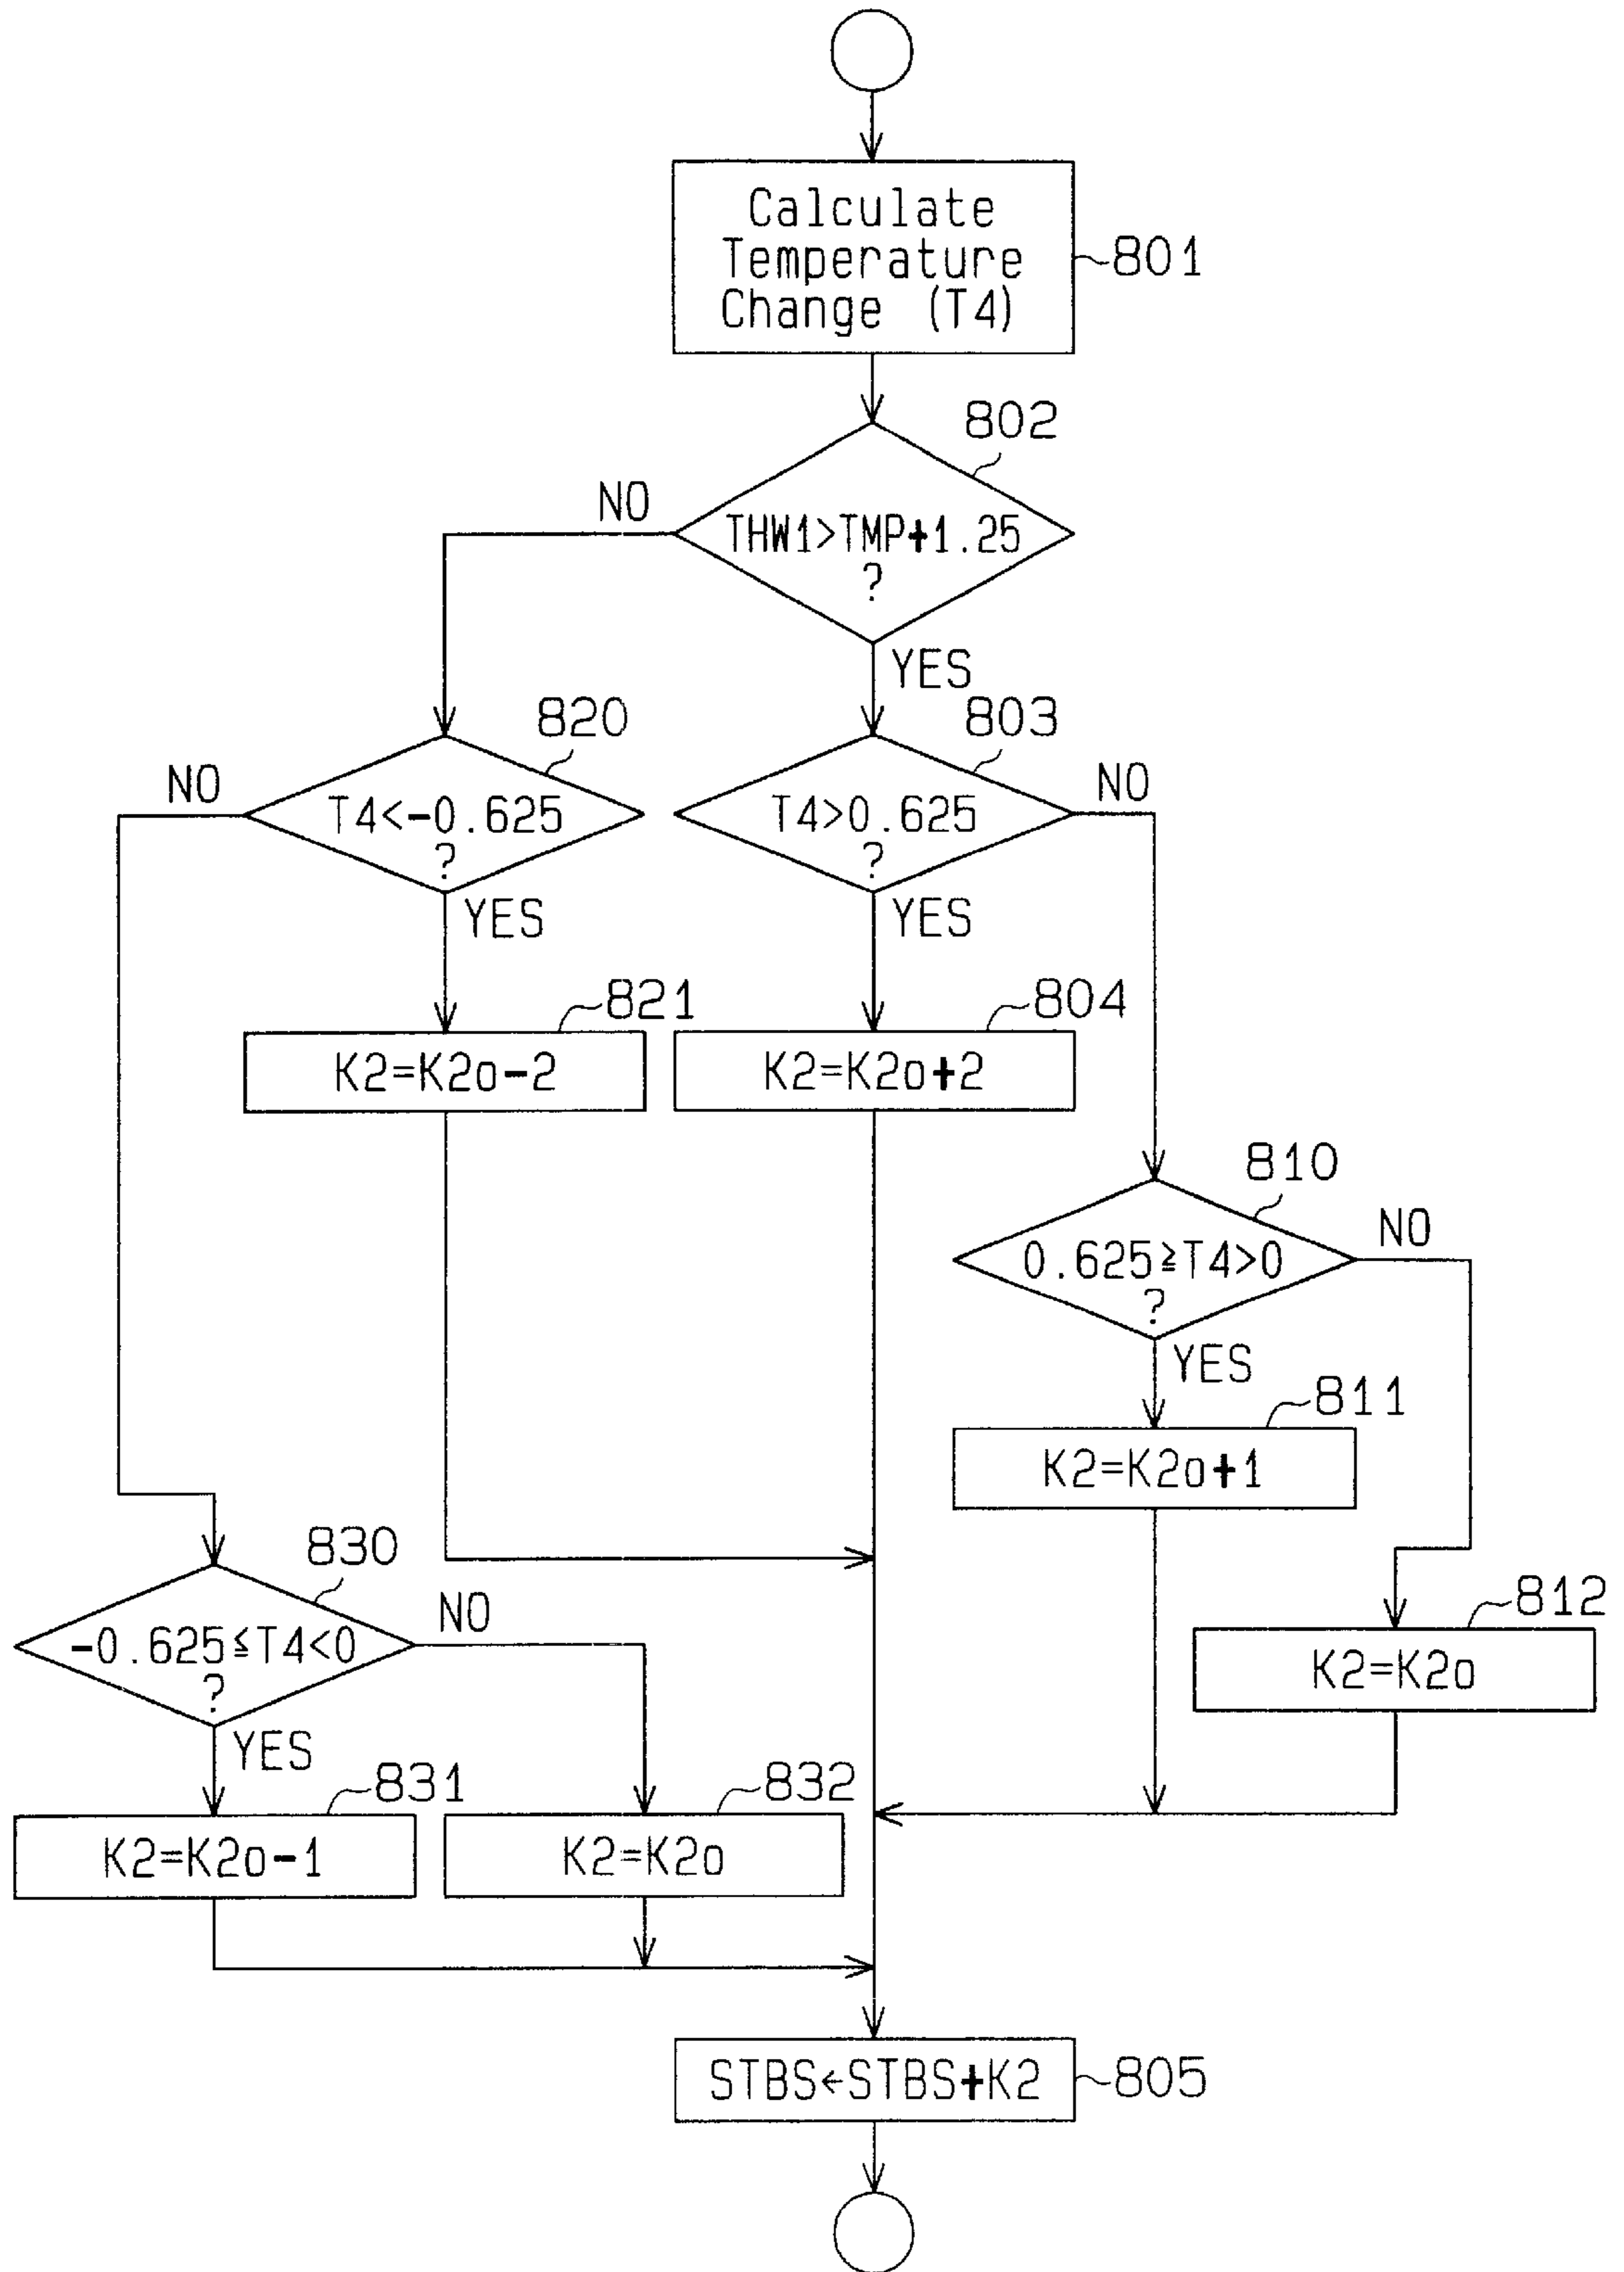 Calculate
Temperature
Change (T4)
801
802
NO
THW1>TMP+1.25
?
YES
820
803
NO
T4<-0.625
?
T4>0.625
?
NO
YES
YES
821
804
K2=K2o-2
K2=K2o+2
810
NO
0.625≧T4>0
?
YES
811
K2=K2o+1
830
NO
-0.625≦T4<0
?
812
K2=K2o
YES
831
832
K2=K2o-1
K2=K2o
STBS←STBS+K2
805